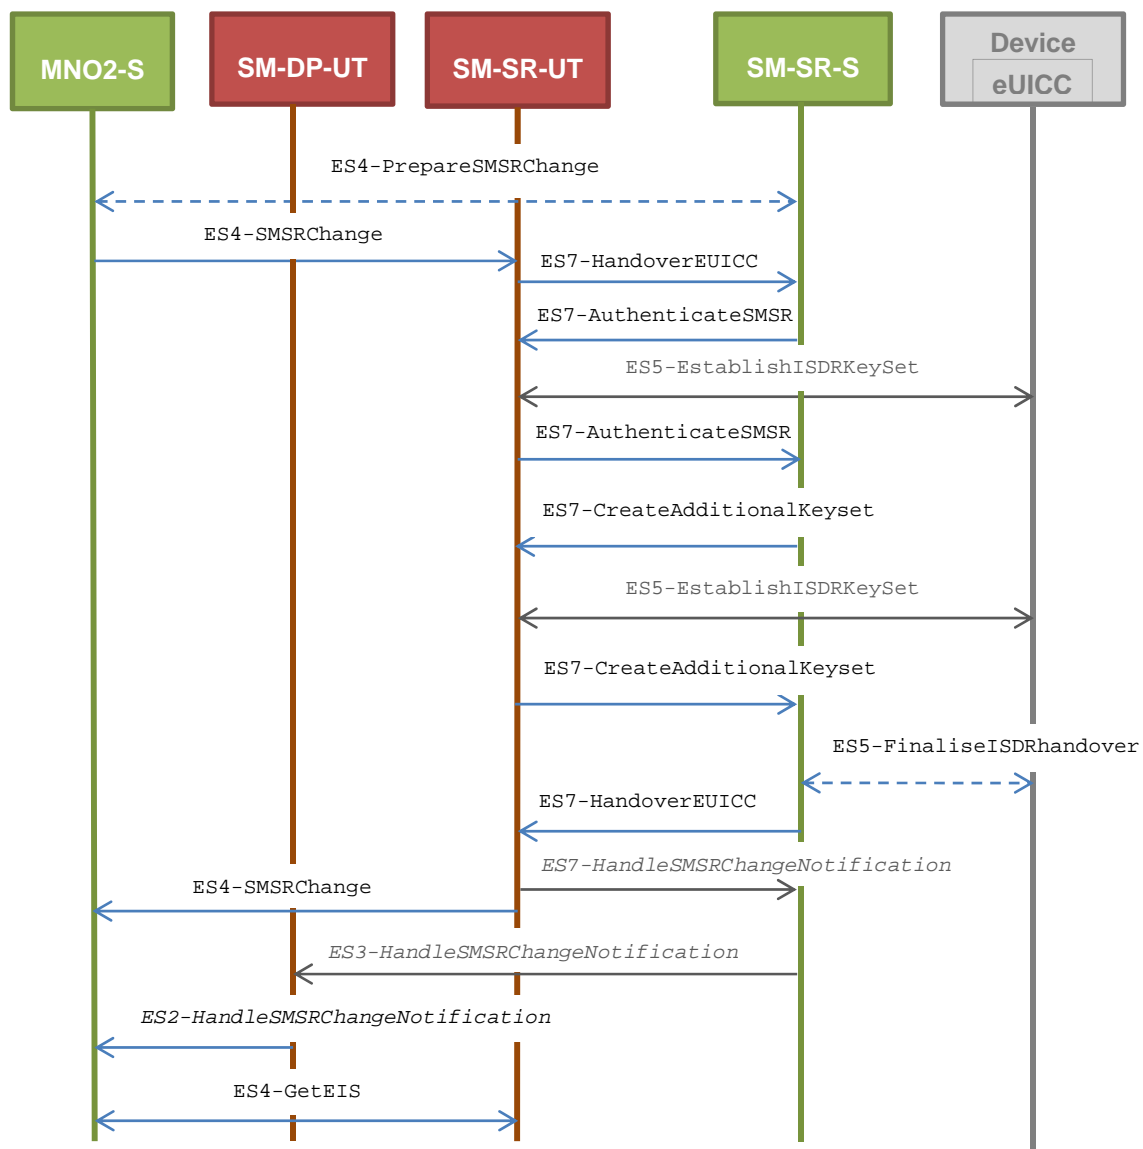 MNO2-S
SM-DP-UT
SM-SR-UT
SM-SR-S
Device
eUICC
ES4-PrepareSMSRChange
ES4-SMSRChange
ES7-HandoverEUICC
ES7-AuthenticateSMSR
ES5-EstablishISDRKeySet
ES7-AuthenticateSMSR
ES7-CreateAdditionalKeyset
ES5-EstablishISDRKeySet
ES7-CreateAdditionalKeyset
ES5-FinaliseISDRhandover
ES7-HandoverEUICC
ES7-HandleSMSRChangeNotification
ES4-SMSRChange
ES3-HandleSMSRChangeNotification
ES2-HandleSMSRChangeNotification
ES4-GetEIS